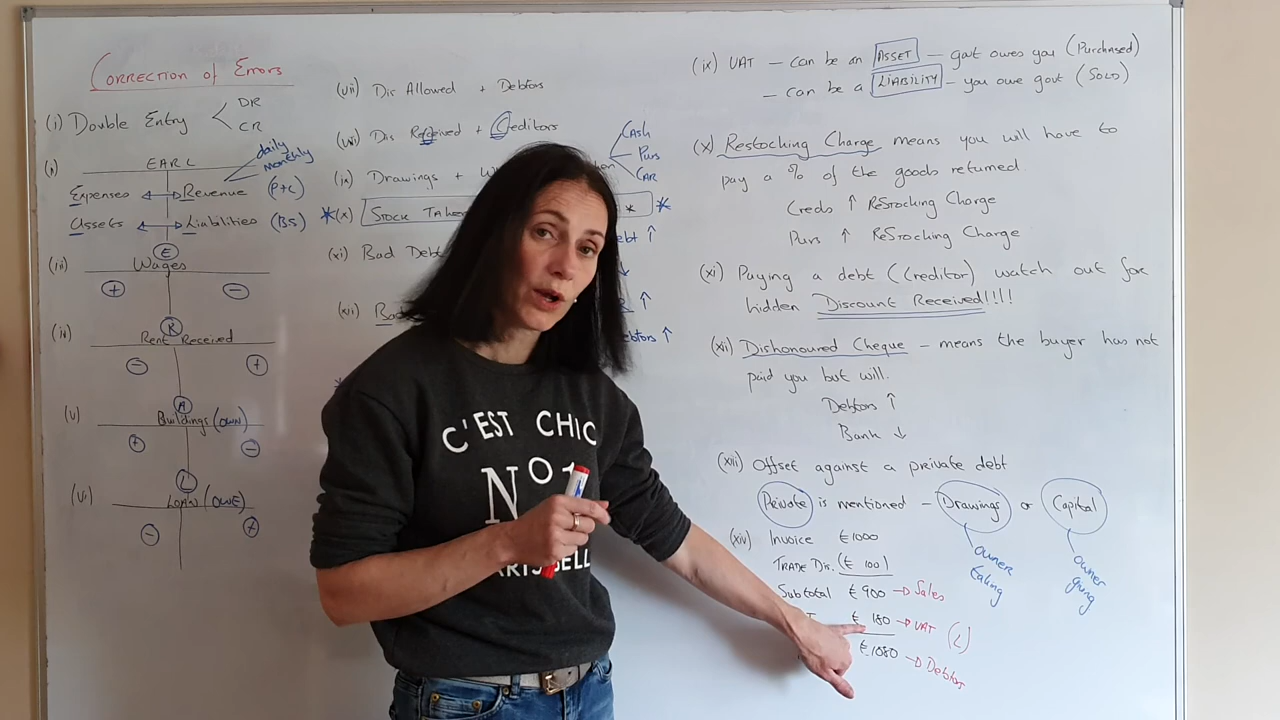 CORRECTION OF ERRORS
(i) Double Entry < DR
CR
(ii) EARL
daily
monthly
Expenses ↔ Revenue (P+L)
Assets ↔ Liabilities (BS)
(iii) E
Wages
+ −
(iv) R
Rent Received
− +
(v) A
Buildings (OWN)
+ −
(vi) L
LOAN (OWE)
− +
(vii) Dis Allowed + Debtors
(viii) Dis Received + Creditors
(ix) Drawings +
Cash
Purs
CAR
*(x) STOCK * *
(xi) Bad Debt
ebt ↑
↓
(xii)
↑
ebtors ↑
C'EST CHIC
N°1
(ix) VAT – can be an ASSET – govt owes you (Purchased)
– can be a LIABILITY – you owe govt (SOLD)
(x) Restocking Charge means you will have to
pay a % of the goods returned.
Creds ↑ Restocking Charge
Purs ↑ Restocking Charge
(xi) Paying a debt (Creditor) watch out for
hidden Discount Received!!!!
(xii) Dishonoured Cheque – means the buyer has not
paid you but will.
Debtors ↑
Bank ↓
(xiii) Offset against a private debt
Private is mentioned – Drawings or Capital
owner taking
owner giving
(xiv) Invoice €1000
TRADE Dis. (€ 100)
Subtotal €900 → Sales
€ 180 → VAT (L)
€1080 → Debtors